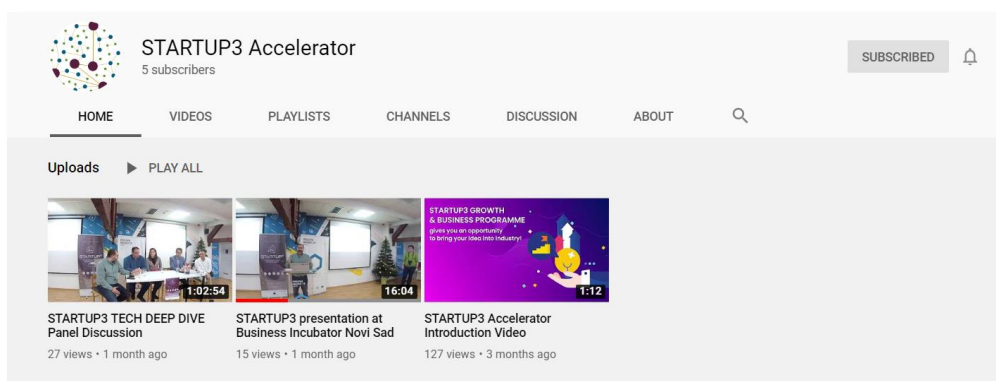 STARTUP3 Accelerator
5 subscribers
SUBSCRIBED
HOME VIDEOS PLAYLISTS CHANNELS DISCUSSION ABOUT
Uploads PLAY ALL
STARTUP3 GROWTH
& BUSINESS PROGRAMME
gives you an opportunity
to bring your idea into industry!
1:02:54
16:04
1:12
STARTUP3 TECH DEEP DIVE
Panel Discussion
27 views • 1 month ago
STARTUP3 presentation at
Business Incubator Novi Sad
15 views • 1 month ago
STARTUP3 Accelerator
Introduction Video
127 views • 3 months ago